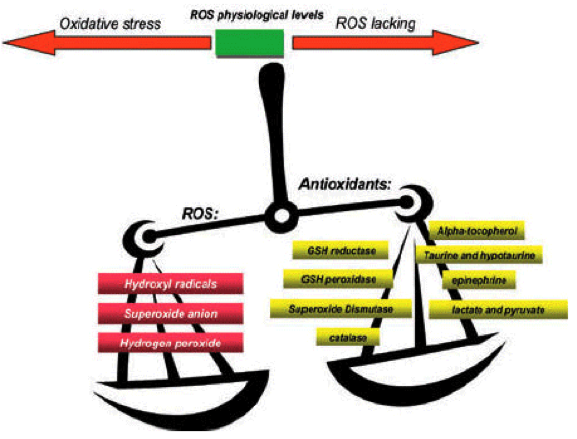 ROS physiological levels
Oxidative stress
ROS lacking
Antioxidants:
ROS:
Hydroxyl radicals
Superoxide anion
Hydrogen peroxide
GSH reductase
GSH peroxidase
Superoxide Dismutase
catalase
Alpha-tocopherol
Taurine and hypotaurine
epinephrine
lactate and pyruvate